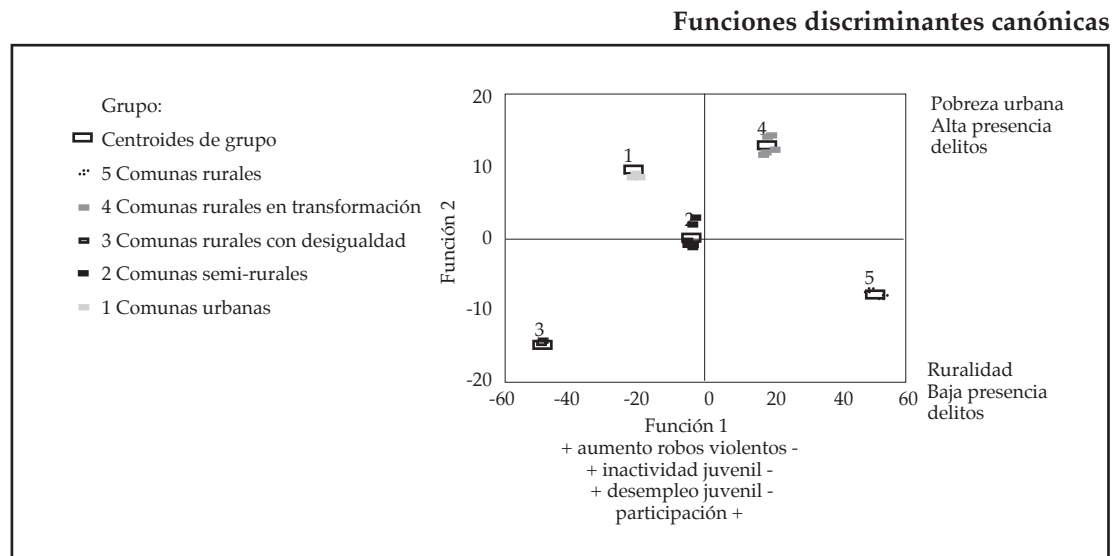 Funciones discriminantes canónicas
Grupo:
Centroides de grupo
5 Comunas rurales
4 Comunas rurales en transformación
3 Comunas rurales con desigualdad
2 Comunas semi-rurales
1 Comunas urbanas
Función 2
20
10
0
-10
-20
1
4
2
5
3
-60
-40
-20
0
20
40
60
Función 1
+ aumento robos violentos -
+ inactividad juvenil -
+ desempleo juvenil -
participación +
Pobreza urbana
Alta presencia
delitos
Ruralidad
Baja presencia
delitos